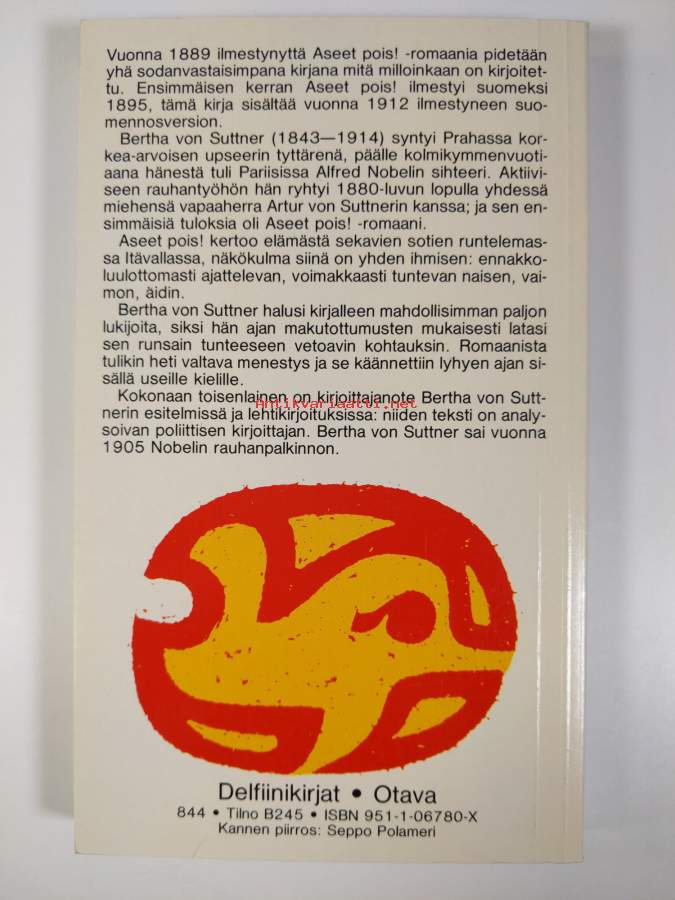 Vuonna 1889 ilmestynyttä Aseet pois! -romaania pidetään
yhä sodanvastaisimpana kirjana mitä milloinkaan on kirjoitet-
tu. Ensimmäisen kerran Aseet pois! ilmestyi suomeksi
1895, tämä kirja sisältää vuonna 1912 ilmestyneen suo-
mennosversion.
Bertha von Suttner (1843—1914) syntyi Prahassa kor-
kea-arvoisen upseerin tyttärenä, päälle kolmikymmenvuoti-
aana hänestä tuli Pariisissa Alfred Nobelin sihteeri. Aktiivi-
seen rauhantyöhön hän ryhtyi 1880-luvun lopulla yhdessä
miehensä vapaaherra Artur von Suttnerin kanssa; ja sen en-
simmäisiä tuloksia oli Aseet pois! -romaani.
Aseet pois! kertoo elämästä sekavien sotien runtelemas-
sa Itävallassa, näkökulma siinä on yhden ihmisen: ennakko-
luulottomasti ajattelevan, voimakkaasti tuntevan naisen, vai-
mon, äidin.
Bertha von Suttner halusi kirjalleen mahdollisimman paljon
lukijoita, siksi hän ajan makutottumusten mukaisesti latasi
sen runsain tunteeseen vetoavin kohtauksin. Romaanista
tulikin heti valtava menestys ja se käännettiin lyhyen ajan si-
sällä useille kielille.
Kokonaan toisenlainen on kirjoittajanote Bertha von Sutt-
Antikvariaatti.net
nerin esitelmissä ja lehtikirjoituksissa: niiden teksti on analy-
soivan poliittisen kirjoittajan. Bertha von Suttner sai vuonna
1905 Nobelin rauhanpalkinnon.
Delfiinikirjat • Otava
844 • Tilno B245 • ISBN 951-1-06780-X
Kannen piirros: Seppo Polameri